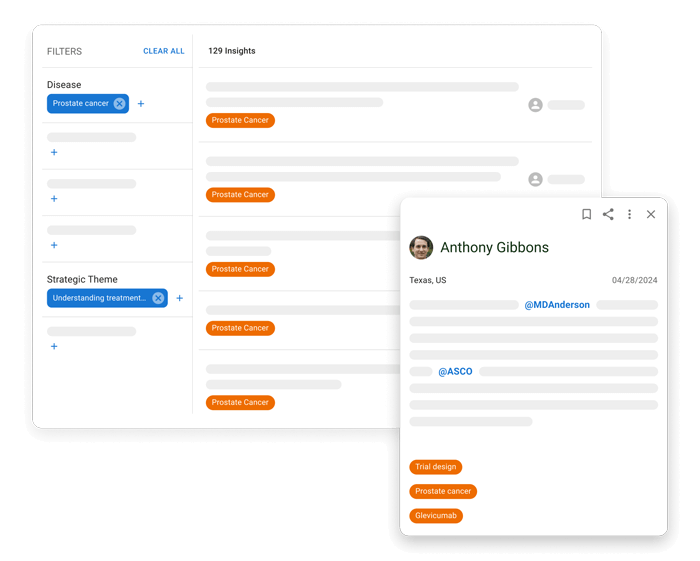 FILTERS
CLEAR ALL
129 Insights
Disease
Prostate cancer
+
Prostate Cancer
+
Prostate Cancer
+
+
Prostate Cancer
Strategic Theme
Understanding treatment...
+
Prostate Cancer
+
Prostate Cancer
Anthony Gibbons
Texas, US
04/28/2024
@MDAnderson
@ASCO
Trial design
Prostate cancer
Glevicumab